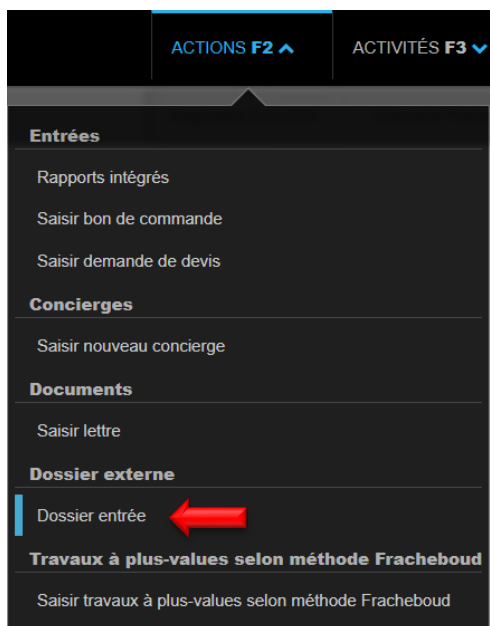 ACTIONS F2 ACTIVITÉS F3
Entrées
Rapports intégrés
Saisir bon de commande
Saisir demande de devis
Concierges
Saisir nouveau concierge
Documents
Saisir lettre
Dossier externe
Dossier entrée
Travaux à plus-values selon méthode Fracheboud
Saisir travaux à plus-values selon méthode Fracheboud